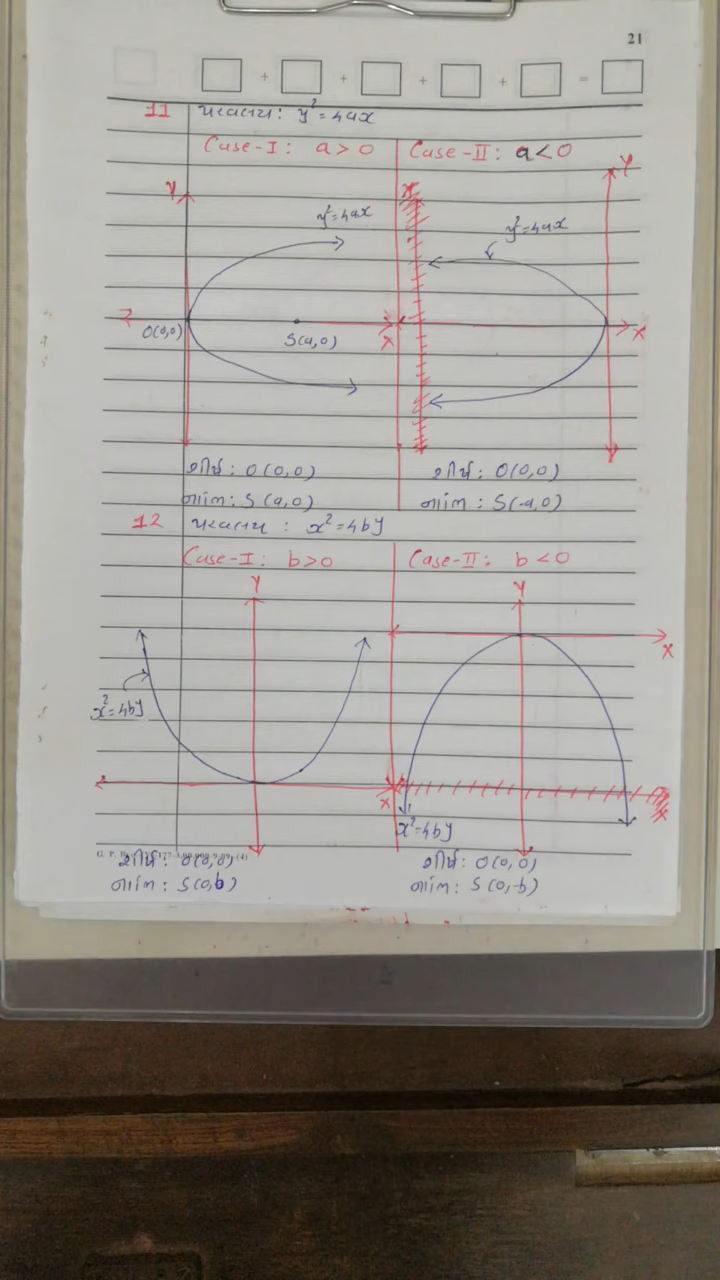 21
+ + + + =
11 પરવલય: y²=4ax
Case-I: a>0
Case-II: a<0
Y
y²=4ax
O(0,0)
S(a,0)
X
Y
y²=4ax
X
Y
શીર્ષ: O(0,0)
નાભિ: S(a,0)
શીર્ષ: O(0,0)
નાભિ: S(-a,0)
12 પરવલય: x²=4by
Case-I: b>0
Case-II: b<0
Y
x²=4by
X
Y
X
x²=4by
શીર્ષ: O(0,0)
નાભિ: S(0,b)
શીર્ષ: O(0,0)
નાભિ: S(0,-b)